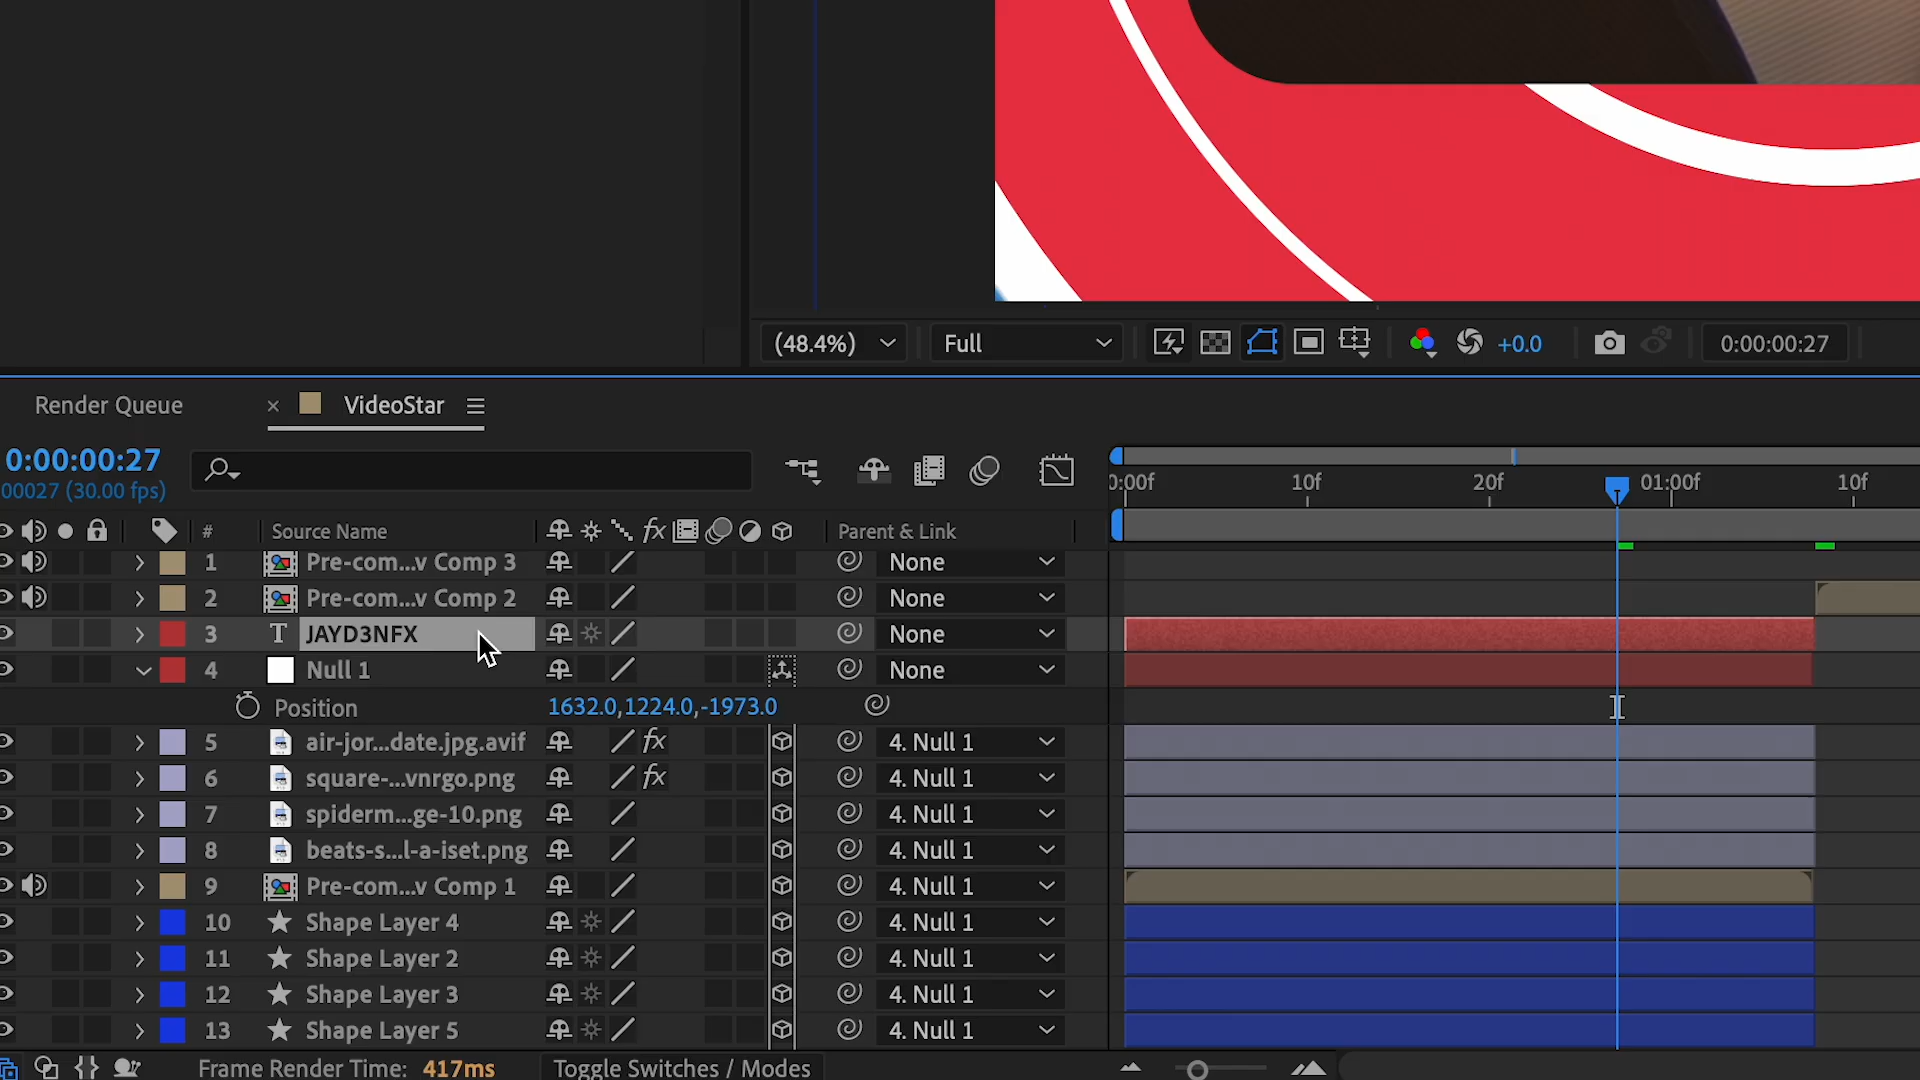 (48.4%)
Full
+0.0
0:00:00:27
Render Queue
× VideoStar
0:00:00:27
00027 (30.00 fps)
0:00f 10f 20f 01:00f 10f
# Source Name fx Parent & Link
1 Pre-com...v Comp 3 None
2 Pre-com...v Comp 2 None
3 T JAYD3NFX None
4 Null 1 None
Position 1632.0,1224.0,-1973.0
5 air-jor...date.jpg.avif fx 4. Null 1
6 square-...vnrgo.png fx 4. Null 1
7 spiderm...ge-10.png 4. Null 1
8 beats-s...l-a-iset.png 4. Null 1
9 Pre-com...v Comp 1 4. Null 1
10 Shape Layer 4 4. Null 1
11 Shape Layer 2 4. Null 1
12 Shape Layer 3 4. Null 1
13 Shape Layer 5 4. Null 1
Frame Render Time: 417ms Toggle Switches / Modes